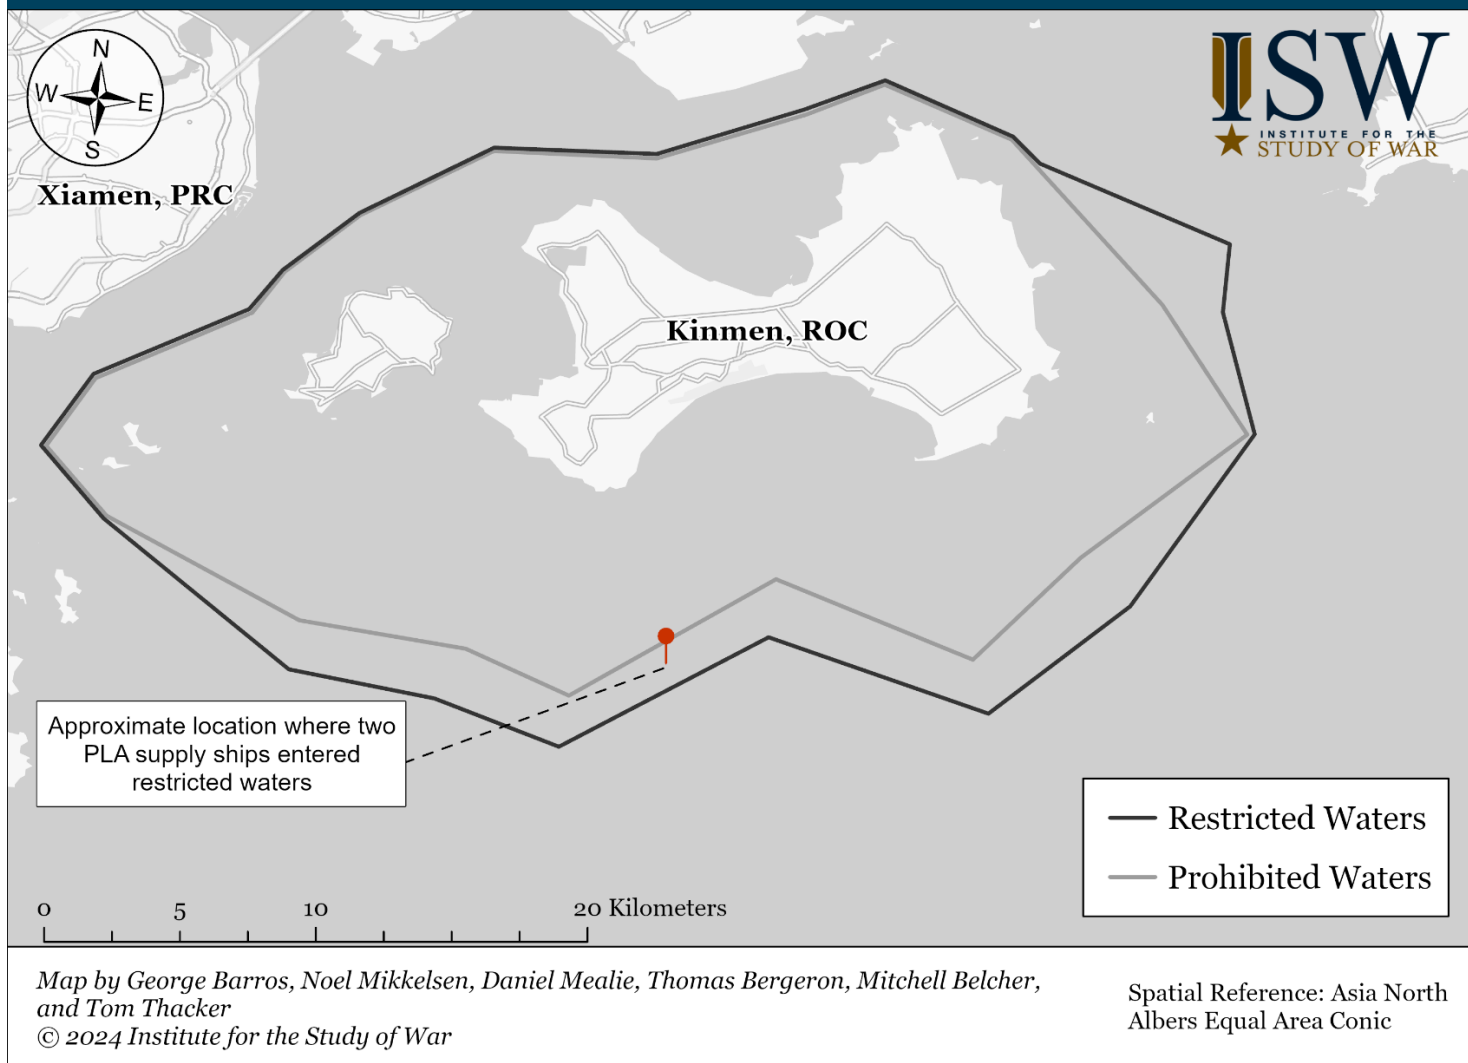 N
W
E
S
ISW
INSTITUTE FOR THE
STUDY OF WAR
Xiamen, PRC
Kinmen, ROC
Approximate location where two
PLA supply ships entered
restricted waters
Restricted Waters
Prohibited Waters
0 5 10 20 Kilometers
Map by George Barros, Noel Mikkelsen, Daniel Mealie, Thomas Bergeron, Mitchell Belcher,
and Tom Thacker
© 2024 Institute for the Study of War
Spatial Reference: Asia North
Albers Equal Area Conic